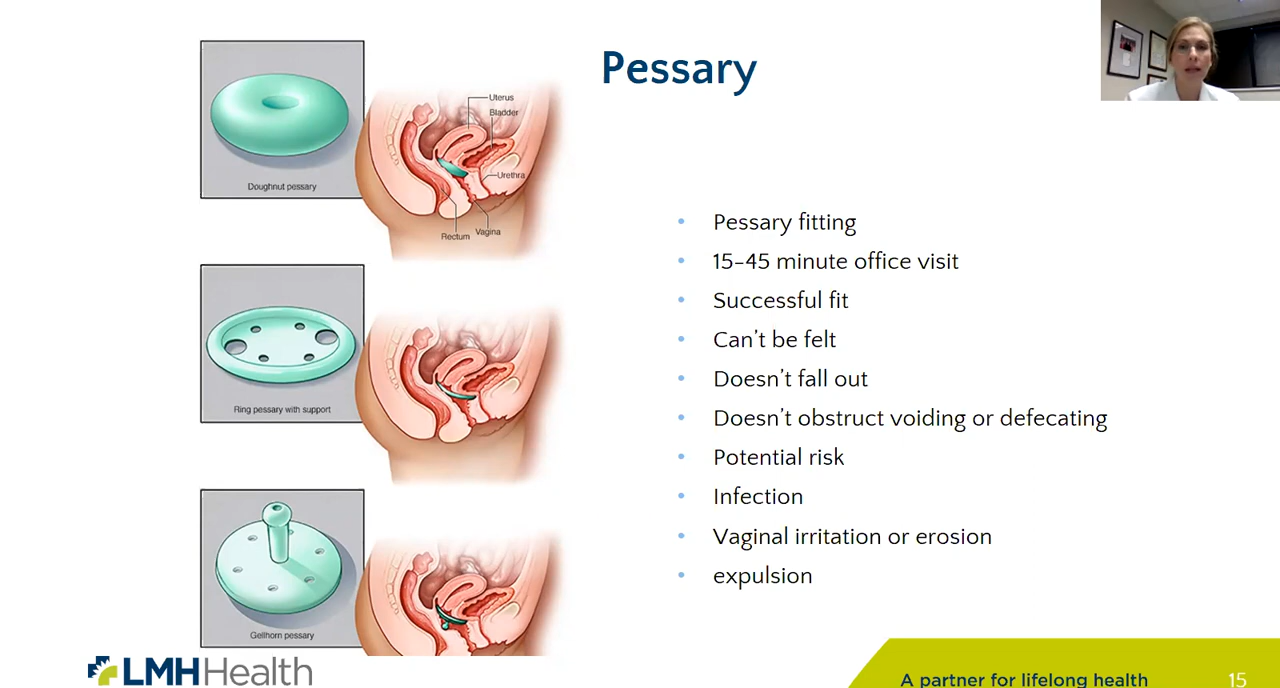 Pessary
Uterus
Bladder
Urethra
Rectum
Vagina
Doughnut pessary
Ring pessary with support
Gellhorn pessary
• Pessary fitting
• 15-45 minute office visit
• Successful fit
• Can't be felt
• Doesn't fall out
• Doesn't obstruct voiding or defecating
• Potential risk
• Infection
• Vaginal irritation or erosion
• expulsion
LMH Health
A partner for lifelong health
15